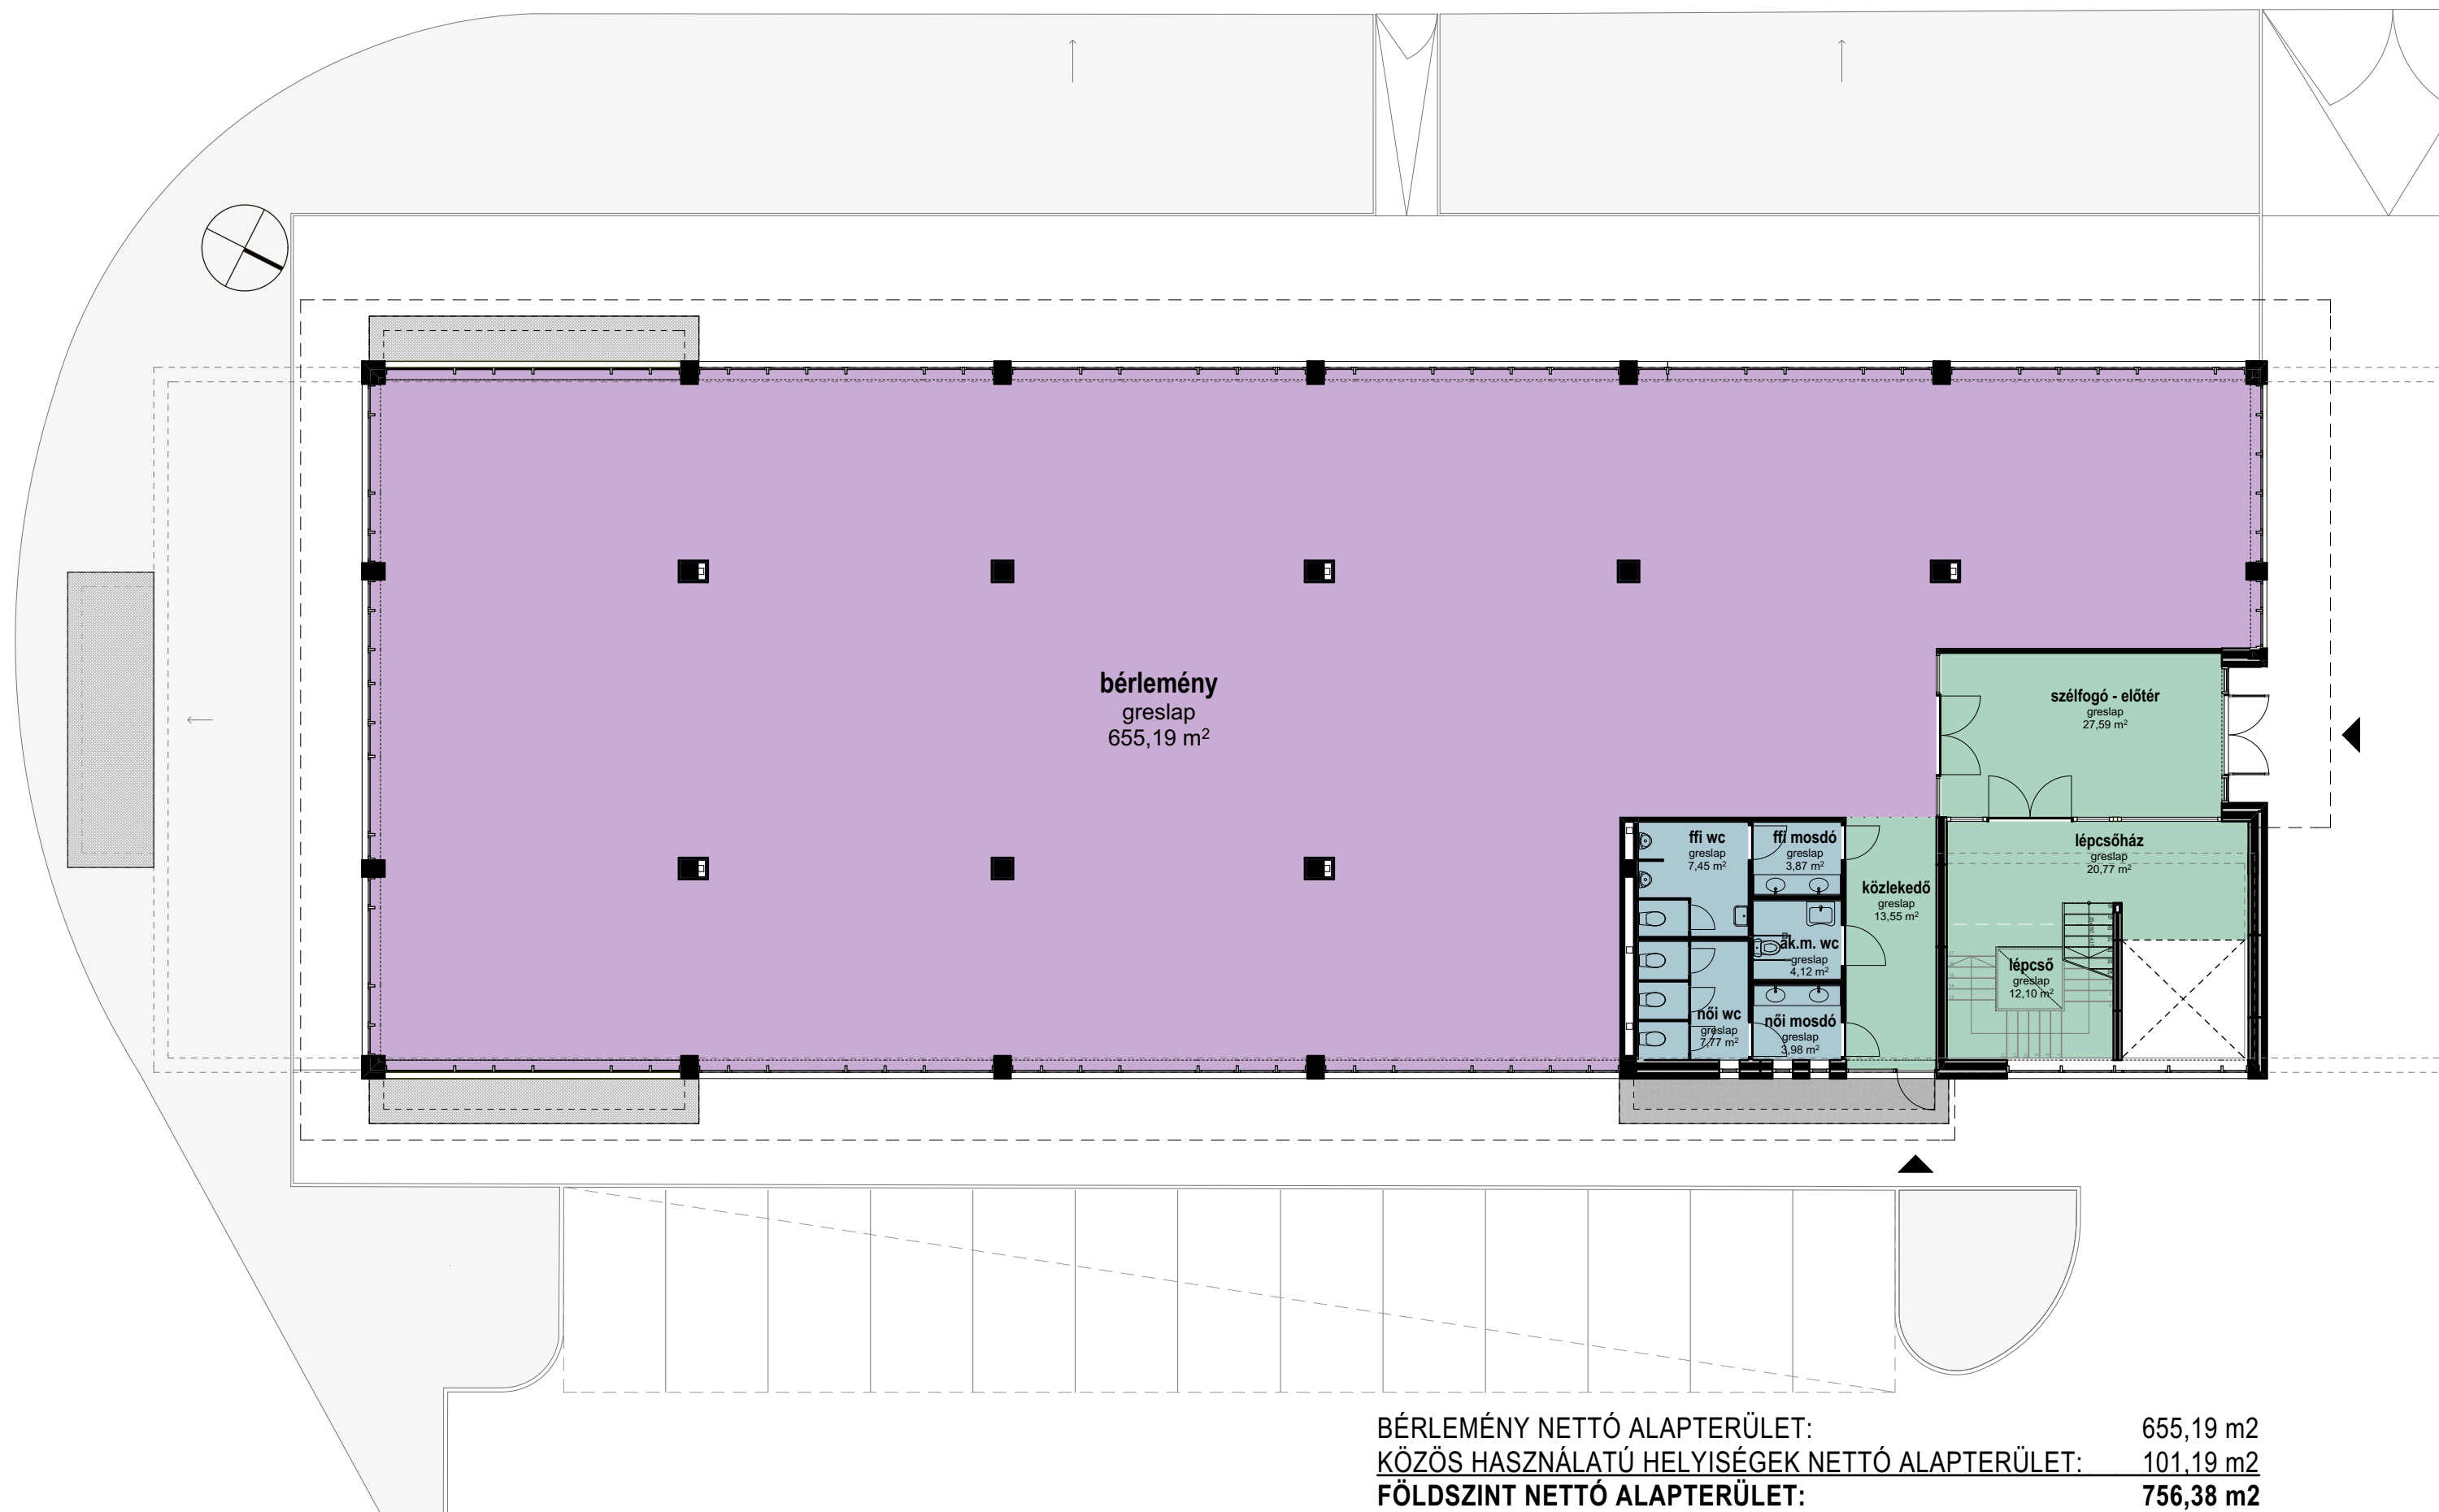 bérlemény
greslap
655,19 m²
szélfogó - előtér
greslap
27,59 m²
ffi wc
greslap
7,45 m²
ffi mosdó
greslap
3,87 m²
lépcsőház
greslap
20,77 m²
közlekedő
greslap
13,55 m²
ak.m. wc
greslap
4,12 m²
lépcső
greslap
12,10 m²
női wc
greslap
7,77 m²
női mosdó
greslap
3,98 m²
BÉRLEMÉNY NETTÓ ALAPTERÜLET: 655,19 m2
KÖZÖS HASZNÁLATÚ HELYISÉGEK NETTÓ ALAPTERÜLET: 101,19 m2
FÖLDSZINT NETTÓ ALAPTERÜLET: 756,38 m2